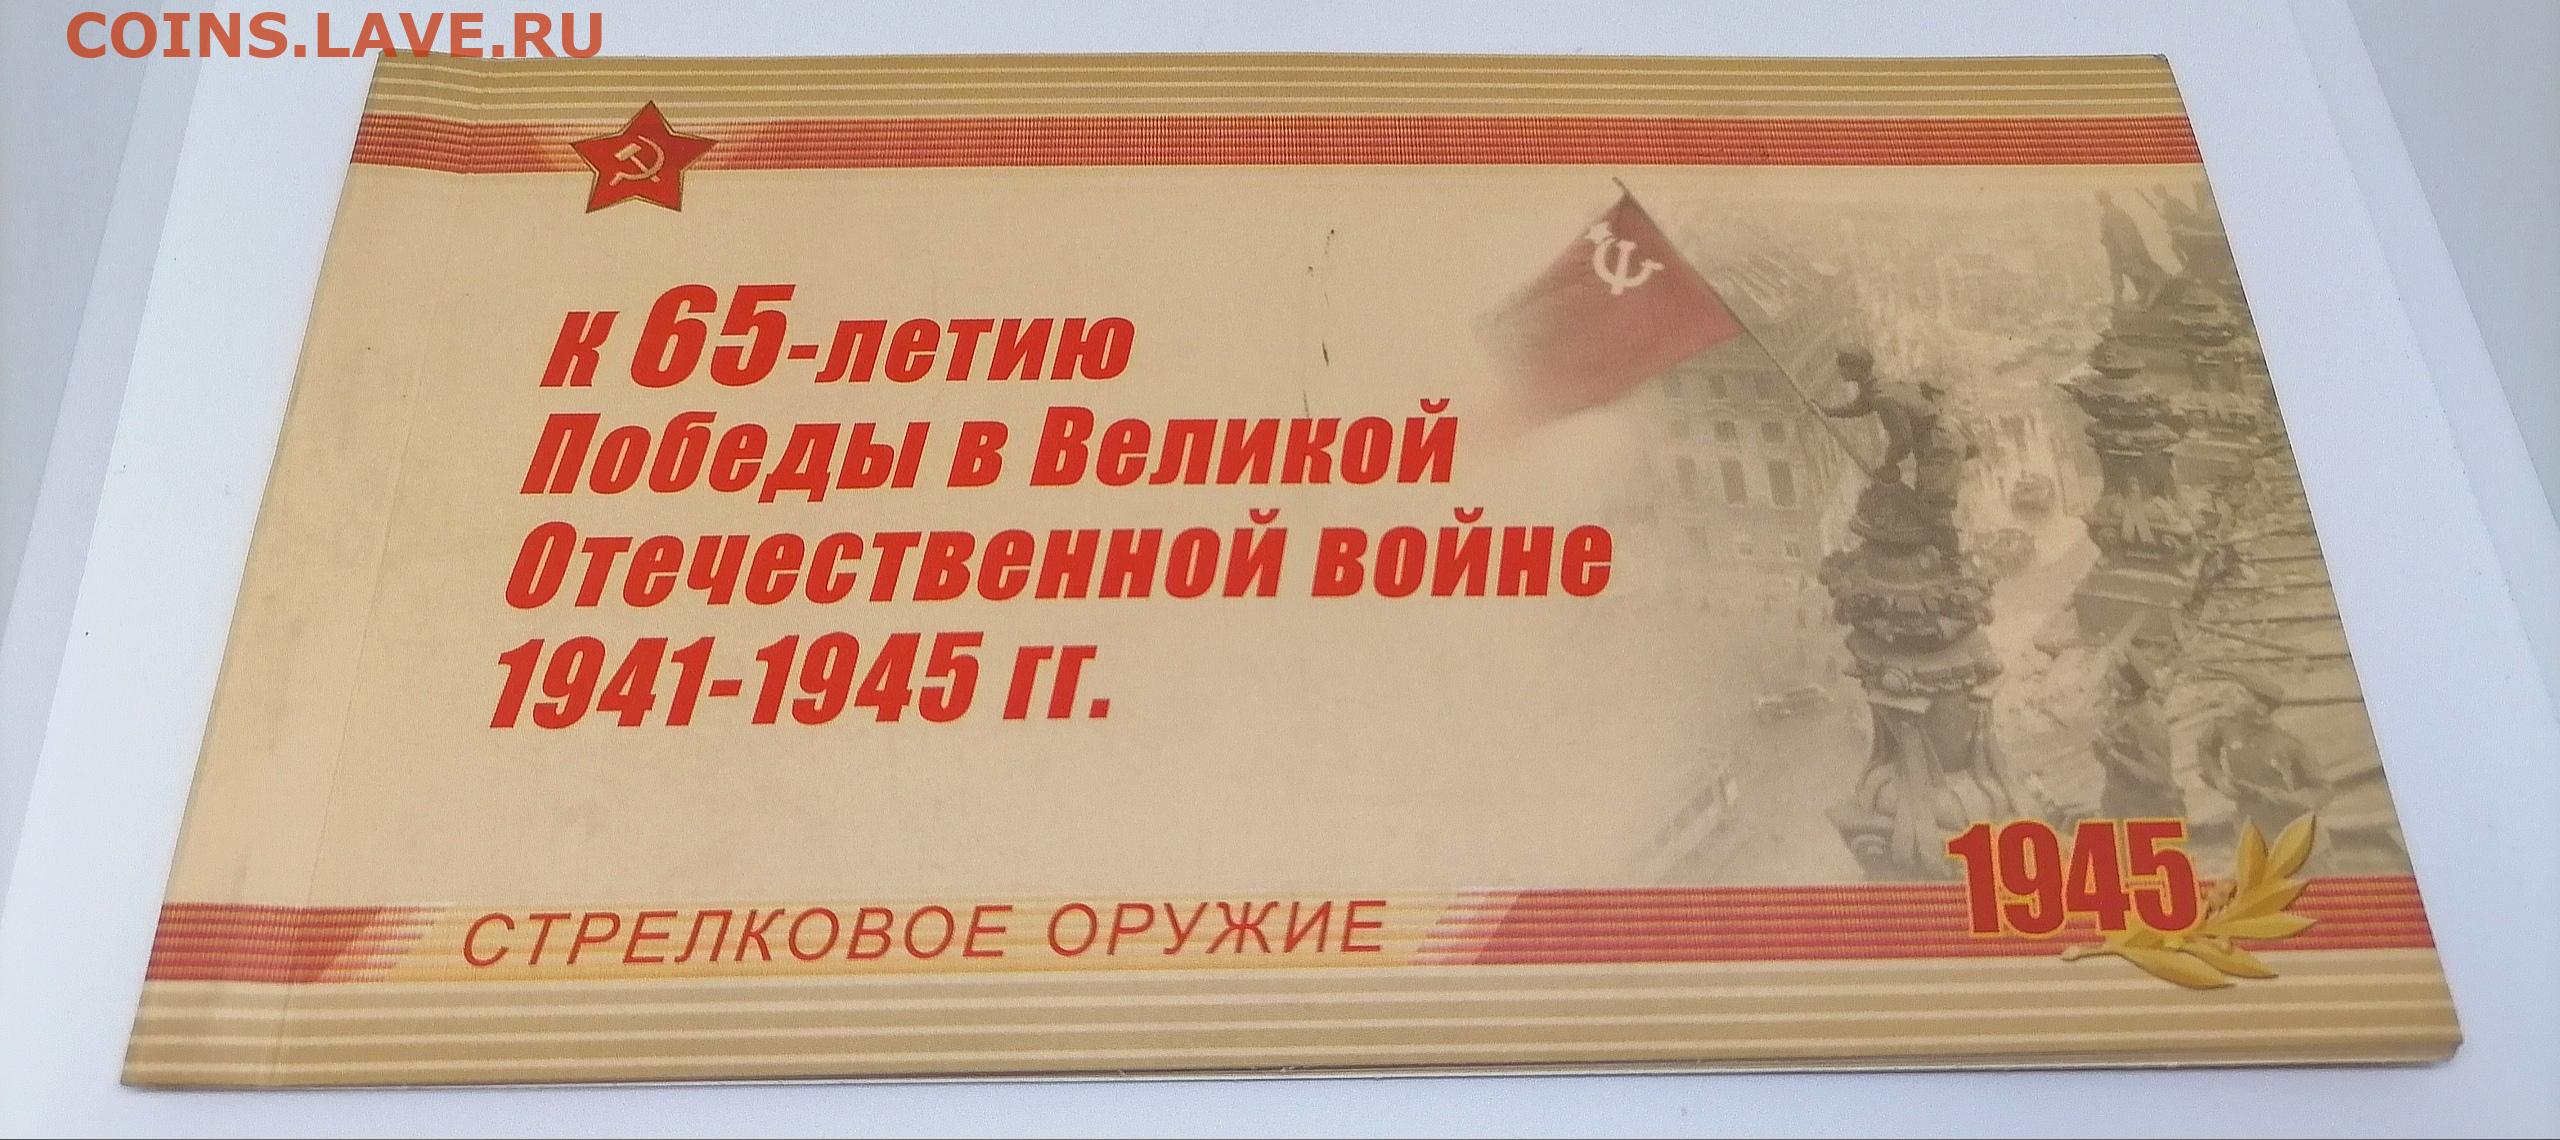 COINS.LAVE.RU
к 65-летию
Победы в Великой
Отечественной войне
1941-1945 гг.
1945
СТРЕЛКОВОЕ ОРУЖИЕ